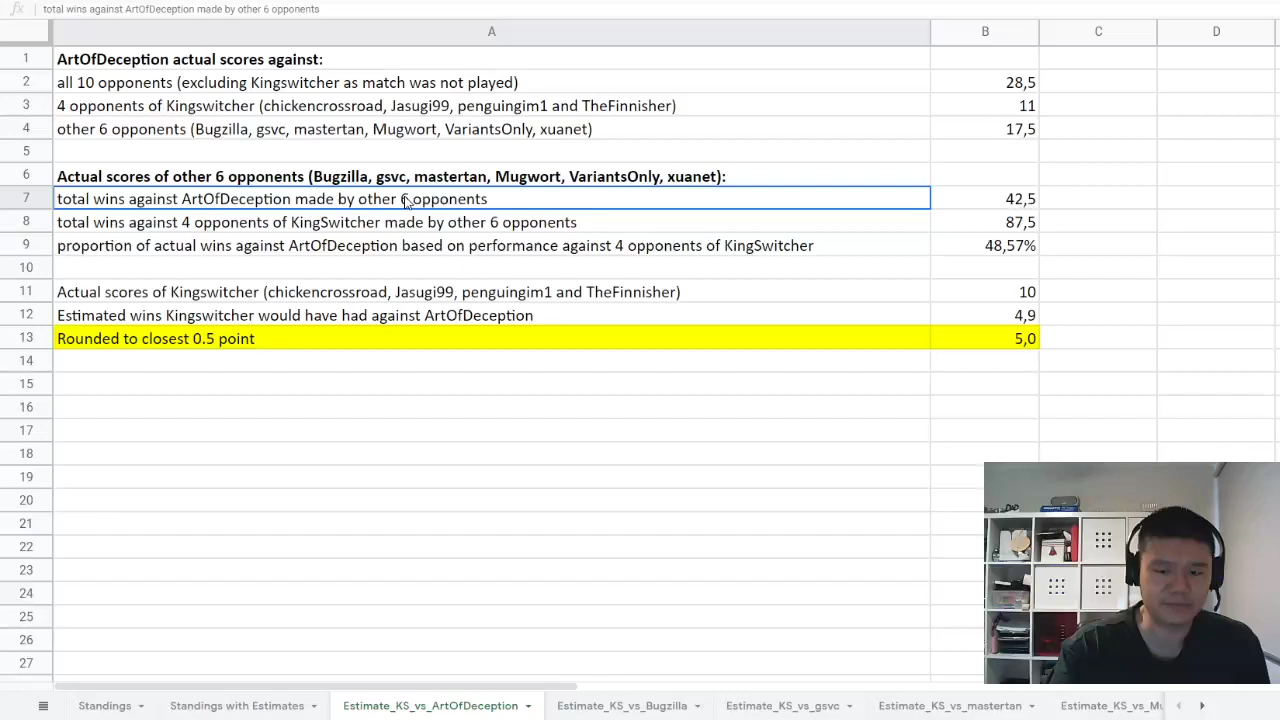 fx total wins against ArtOfDeception made by other 6 opponents
A B C D
1 ArtOfDeception actual scores against:
2 all 10 opponents (excluding Kingswitcher as match was not played) 28,5
3 4 opponents of Kingswitcher (chickencrossroad, Jasugi99, penguingim1 and TheFinnisher) 11
4 other 6 opponents (Bugzilla, gsvc, mastertan, Mugwort, VariantsOnly, xuanet) 17,5
5
6 Actual scores of other 6 opponents (Bugzilla, gsvc, mastertan, Mugwort, VariantsOnly, xuanet):
7 total wins against ArtOfDeception made by other 6 opponents 42,5
8 total wins against 4 opponents of KingSwitcher made by other 6 opponents 87,5
9 proportion of actual wins against ArtOfDeception based on performance against 4 opponents of KingSwitcher 48,57%
10
11 Actual scores of Kingswitcher (chickencrossroad, Jasugi99, penguingim1 and TheFinnisher) 10
12 Estimated wins Kingswitcher would have had against ArtOfDeception 4,9
13 Rounded to closest 0.5 point 5,0
14
15
16
17
18
19
20
21
22
23
24
25
26
27
Standings Standings with Estimates Estimate_KS_vs_ArtOfDeception Estimate_KS_vs_Bugzilla Estimate_KS_vs_gsvc Estimate_KS_vs_mastertan Estimate_KS_vs_Mu